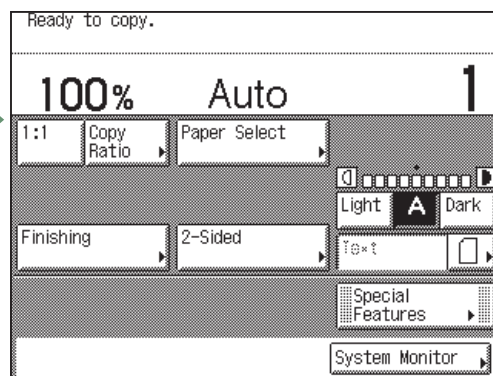 Ready to copy.
100% Auto 1
1:1 Copy Ratio Paper Select
Light A Dark
Finishing 2-Sided
Text
Special
Features
System Monitor